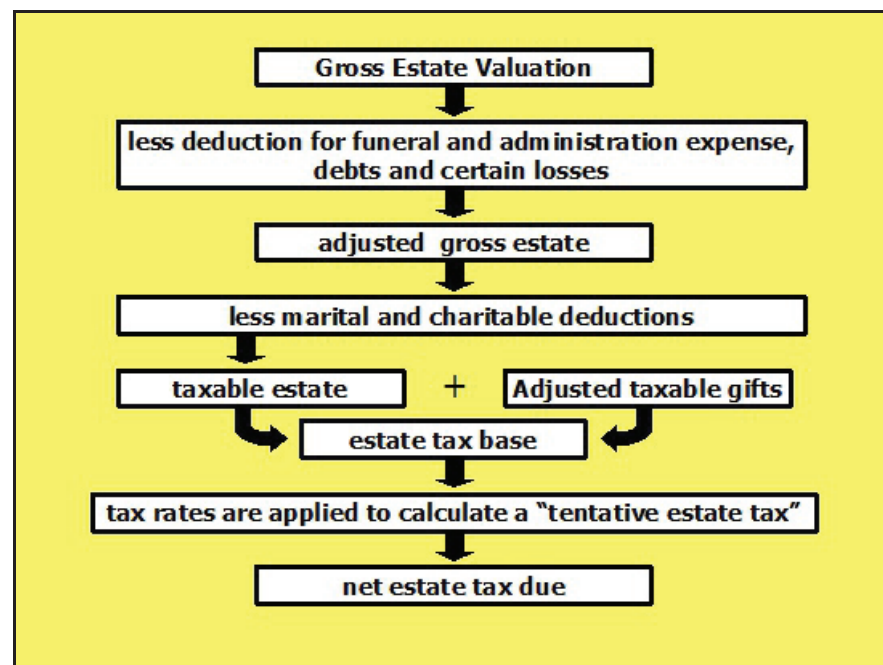 Gross Estate Valuation
less deduction for funeral and administration expense,
debts and certain losses
adjusted gross estate
less marital and charitable deductions
taxable estate + Adjusted taxable gifts
estate tax base
tax rates are applied to calculate a “tentative estate tax”
net estate tax due